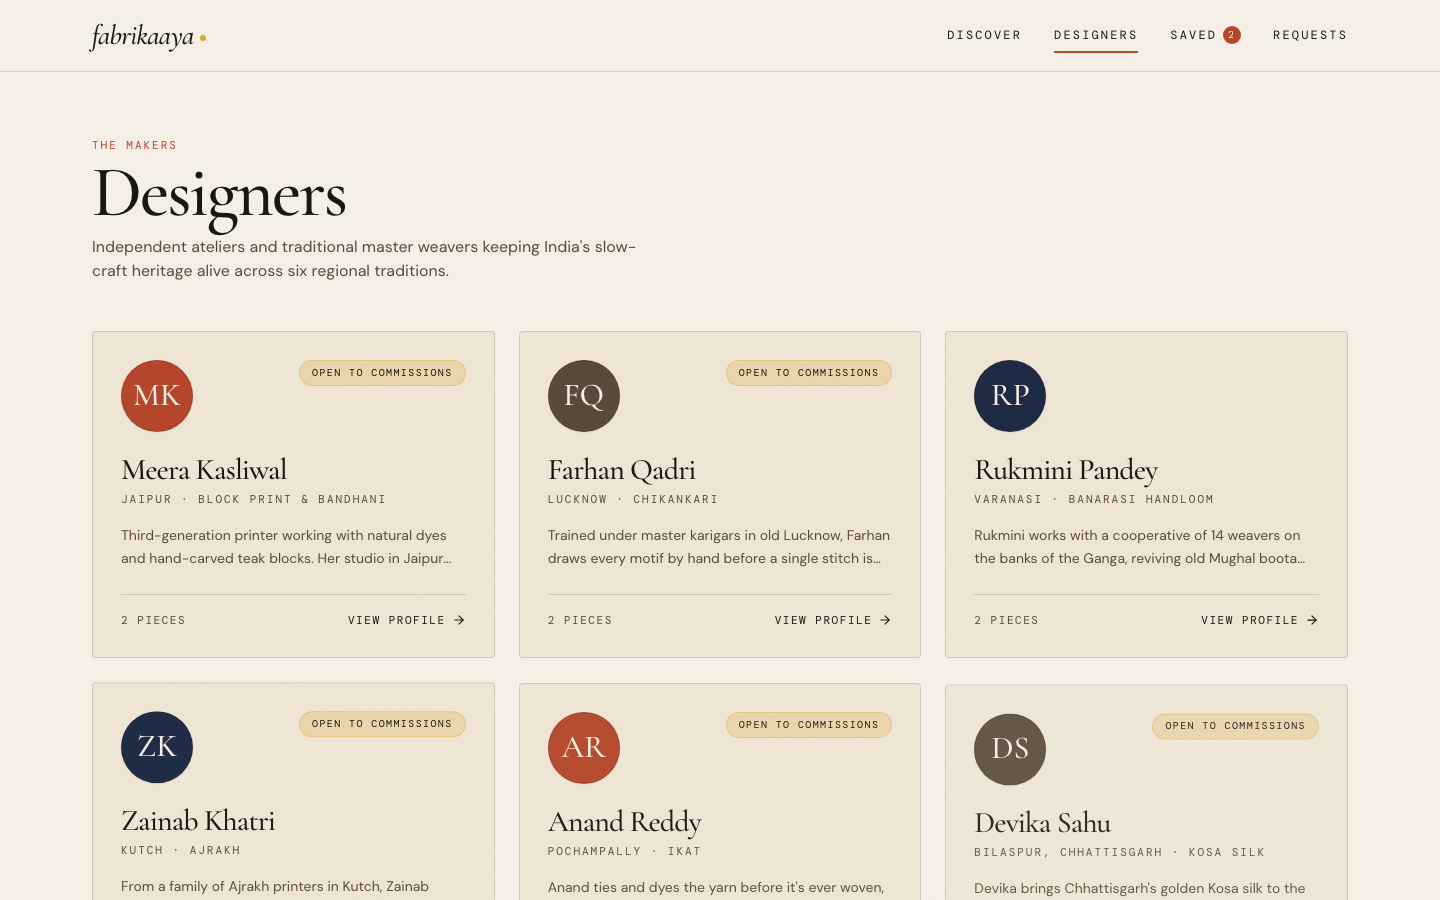 fabrikaaya
DISCOVER
DESIGNERS
SAVED 2
REQUESTS
THE MAKERS
Designers
Independent ateliers and traditional master weavers keeping India's slow-
craft heritage alive across six regional traditions.
MK
OPEN TO COMMISSIONS
Meera Kasliwal
JAIPUR · BLOCK PRINT & BANDHANI
Third-generation printer working with natural dyes
and hand-carved teak blocks. Her studio in Jaipur…
2 PIECES
VIEW PROFILE →
FQ
OPEN TO COMMISSIONS
Farhan Qadri
LUCKNOW · CHIKANKARI
Trained under master karigars in old Lucknow, Farhan
draws every motif by hand before a single stitch is…
2 PIECES
VIEW PROFILE →
RP
Rukmini Pandey
VARANASI · BANARASI HANDLOOM
Rukmini works with a cooperative of 14 weavers on
the banks of the Ganga, reviving old Mughal boota…
2 PIECES
VIEW PROFILE →
ZK
OPEN TO COMMISSIONS
Zainab Khatri
KUTCH · AJRAKH
From a family of Ajrakh printers in Kutch, Zainab
AR
OPEN TO COMMISSIONS
Anand Reddy
POCHAMPALLY · IKAT
Anand ties and dyes the yarn before it's ever woven,
DS
OPEN TO COMMISSIONS
Devika Sahu
BILASPUR, CHHATTISGARH · KOSA SILK
Devika brings Chhattisgarh's golden Kosa silk to the